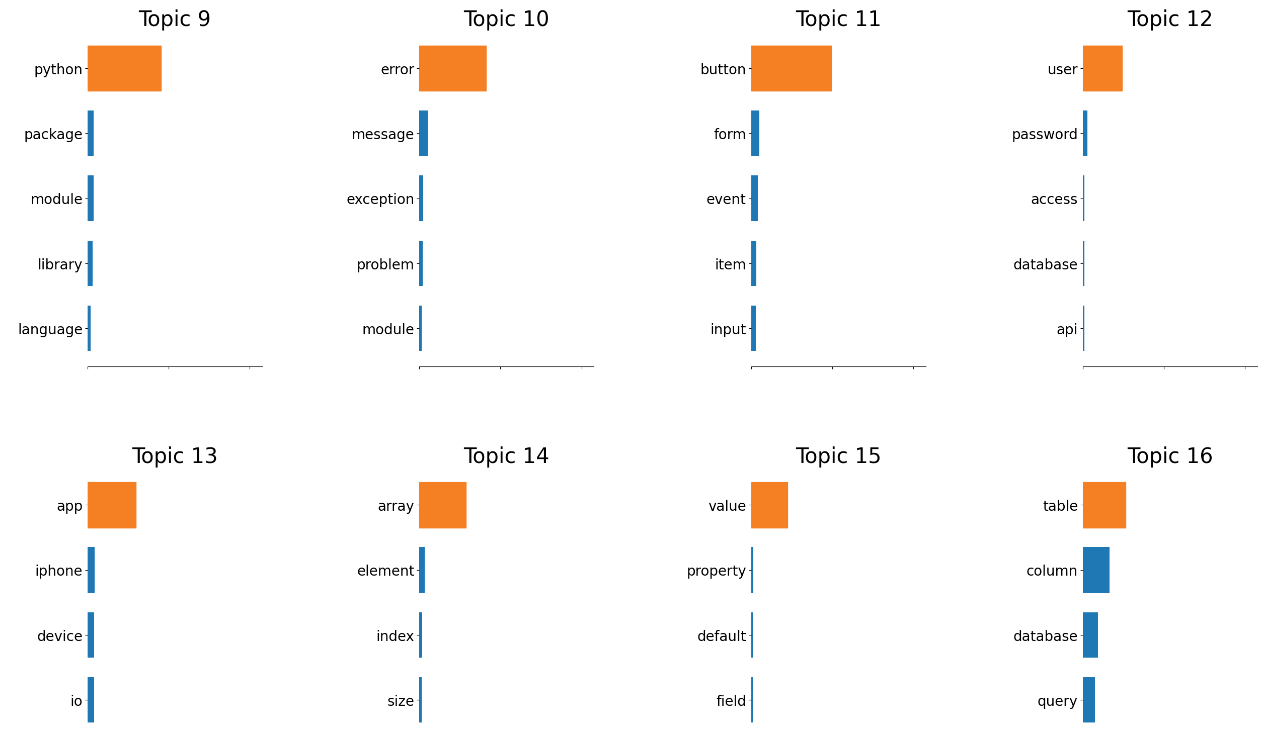 Topic 9
python
package
module
library
language
Topic 10
error
message
exception
problem
module
Topic 11
button
form
event
item
input
Topic 12
user
password
access
database
api
Topic 13
app
iphone
device
io
Topic 14
array
element
index
size
Topic 15
value
property
default
field
Topic 16
table
column
database
query